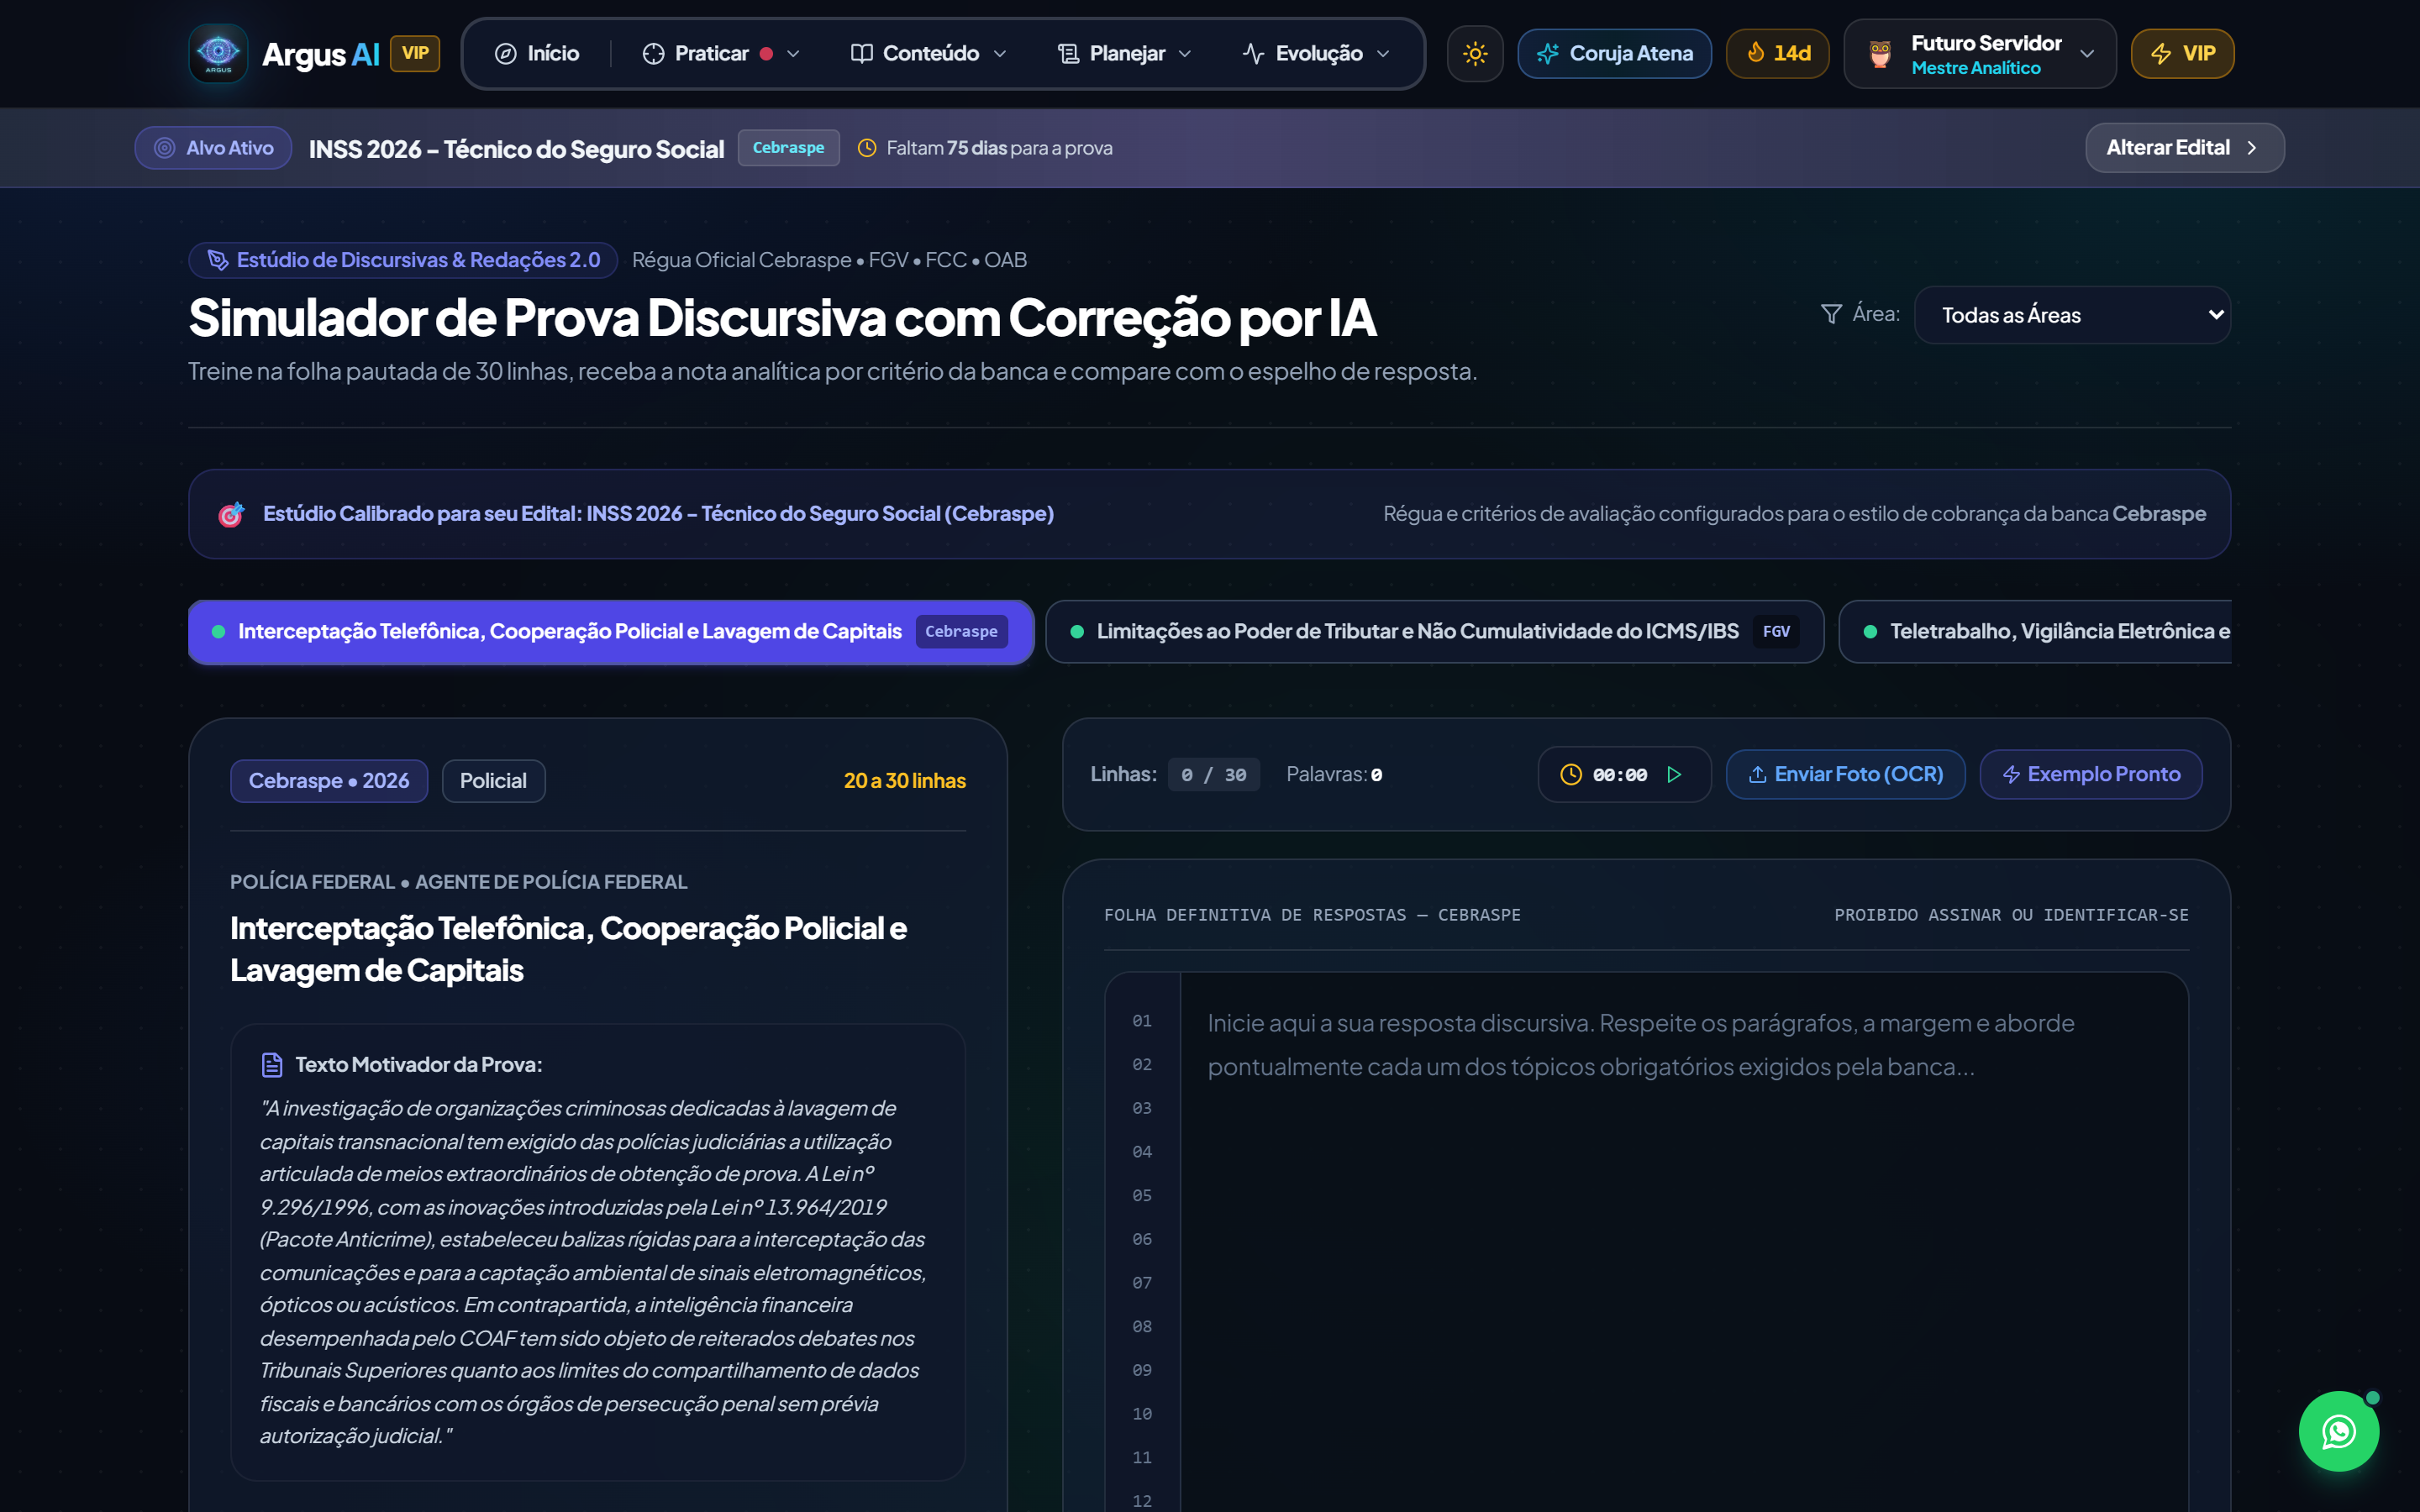 ARGUS
Argus AI VIP
Início
Praticar
Conteúdo
Planejar
Evolução
Coruja Atena
14d
Futuro Servidor
Mestre Analítico
VIP
Alvo Ativo
INSS 2026 – Técnico do Seguro Social
Cebraspe
Faltam 75 dias para a prova
Alterar Edital
Estúdio de Discursivas & Redações 2.0
Régua Oficial Cebraspe • FGV • FCC • OAB
Simulador de Prova Discursiva com Correção por IA
Área:
Todas as Áreas
Treine na folha pautada de 30 linhas, receba a nota analítica por critério da banca e compare com o espelho de resposta.
Estúdio Calibrado para seu Edital: INSS 2026 – Técnico do Seguro Social (Cebraspe)
Régua e critérios de avaliação configurados para o estilo de cobrança da banca Cebraspe
Interceptação Telefônica, Cooperação Policial e Lavagem de Capitais Cebraspe
Limitações ao Poder de Tributar e Não Cumulatividade do ICMS/IBS FGV
Teletrabalho, Vigilância Eletrônica e
Cebraspe • 2026
Policial
20 a 30 linhas
POLÍCIA FEDERAL • AGENTE DE POLÍCIA FEDERAL
Interceptação Telefônica, Cooperação Policial e
Lavagem de Capitais
Texto Motivador da Prova:
"A investigação de organizações criminosas dedicadas à lavagem de
capitais transnacional tem exigido das polícias judiciárias a utilização
articulada de meios extraordinários de obtenção de prova. A Lei nº
9.296/1996, com as inovações introduzidas pela Lei nº 13.964/2019
(Pacote Anticrime), estabeleceu balizas rígidas para a interceptação das
comunicações e para a captação ambiental de sinais eletromagnéticos,
ópticos ou acústicos. Em contrapartida, a inteligência financeira
desempenhada pelo COAF tem sido objeto de reiterados debates nos
Tribunais Superiores quanto aos limites do compartilhamento de dados
fiscais e bancários com os órgãos de persecução penal sem prévia
autorização judicial."
Linhas: 0 / 30
Palavras: 0
00:00
Enviar Foto (OCR)
Exemplo Pronto
FOLHA DEFINITIVA DE RESPOSTAS — CEBRASPE
PROIBIDO ASSINAR OU IDENTIFICAR-SE
01
Inicie aqui a sua resposta discursiva. Respeite os parágrafos, a margem e aborde
02
pontualmente cada um dos tópicos obrigatórios exigidos pela banca...
03
04
05
06
07
08
09
10
11
12